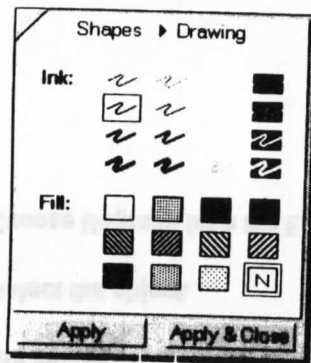 Shapes ▶ Drawing
Ink:
Fill:
N
Apply
Apply & Close